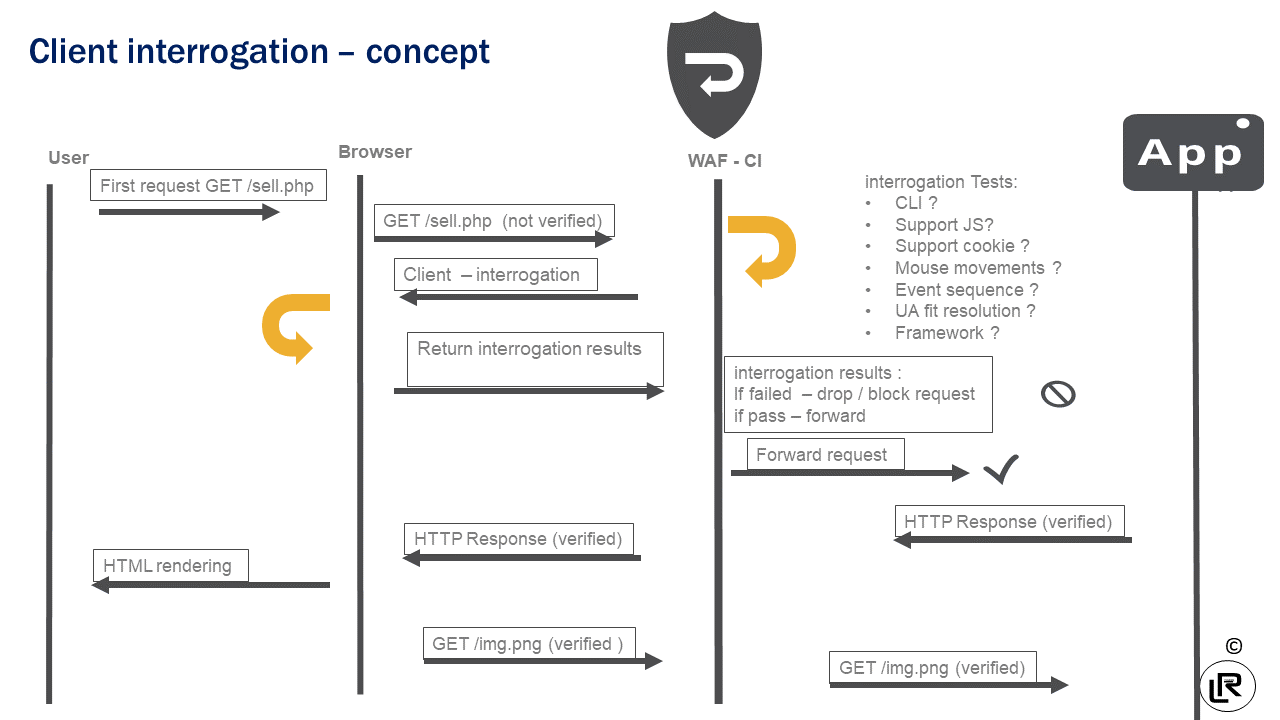 Client interrogation – concept
App
User
Browser
WAF - CI
First request GET /sell.php
interrogation Tests:
• CLI ?
• Support JS?
• Support cookie ?
• Mouse movements ?
• Event sequence ?
• UA fit resolution ?
• Framework ?
GET /sell.php (not verified)
Client – interrogation
Return interrogation results
interrogation results :
If failed – drop / block request
if pass – forward
Forward request
HTTP Response (verified)
HTTP Response (verified)
HTML rendering
GET /img.png (verified )
GET /img.png (verified)
©
LR